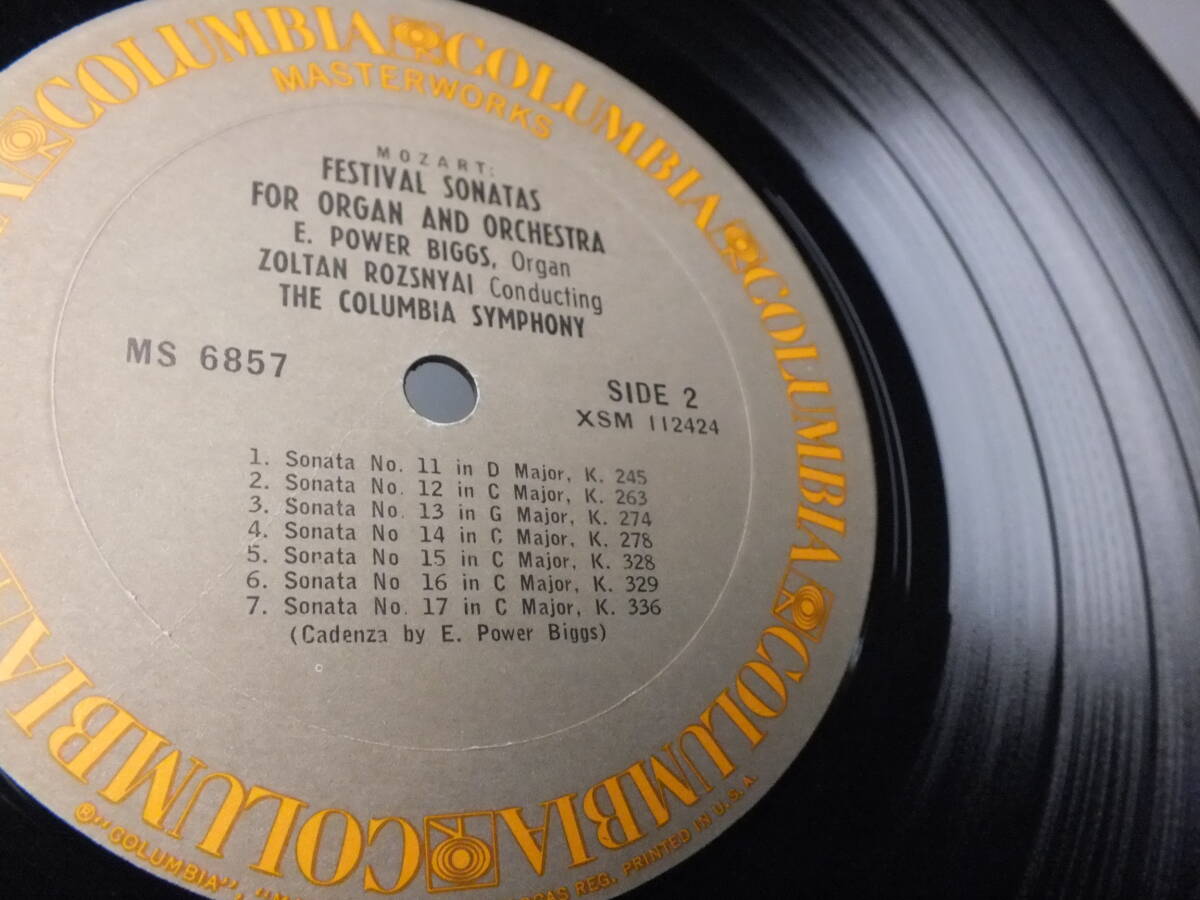 COLUMBIA COLUMBIA COLUMBIA COLUMBIA COLUMBIA COLUMBIA COLUMBIA
MASTERWORKS
MOZART:
FESTIVAL SONATAS
FOR ORGAN AND ORCHESTRA
E. POWER BIGGS, Organ
ZOLTAN ROZSNYAI Conducting
THE COLUMBIA SYMPHONY
MS 6857
SIDE 2
XSM 112424
1. Sonata No. 11 in D Major, K. 245
2. Sonata No. 12 in C Major, K. 263
3. Sonata No. 13 in G Major, K. 274
4. Sonata No 14 in C Major, K. 278
5. Sonata No 15 in C Major, K. 328
6. Sonata No 16 in C Major, K. 329
7. Sonata No. 17 in C Major, K. 336
(Cadenza by E. Power Biggs)
® "COLUMBIA", REG. PRINTED IN U.S.A.